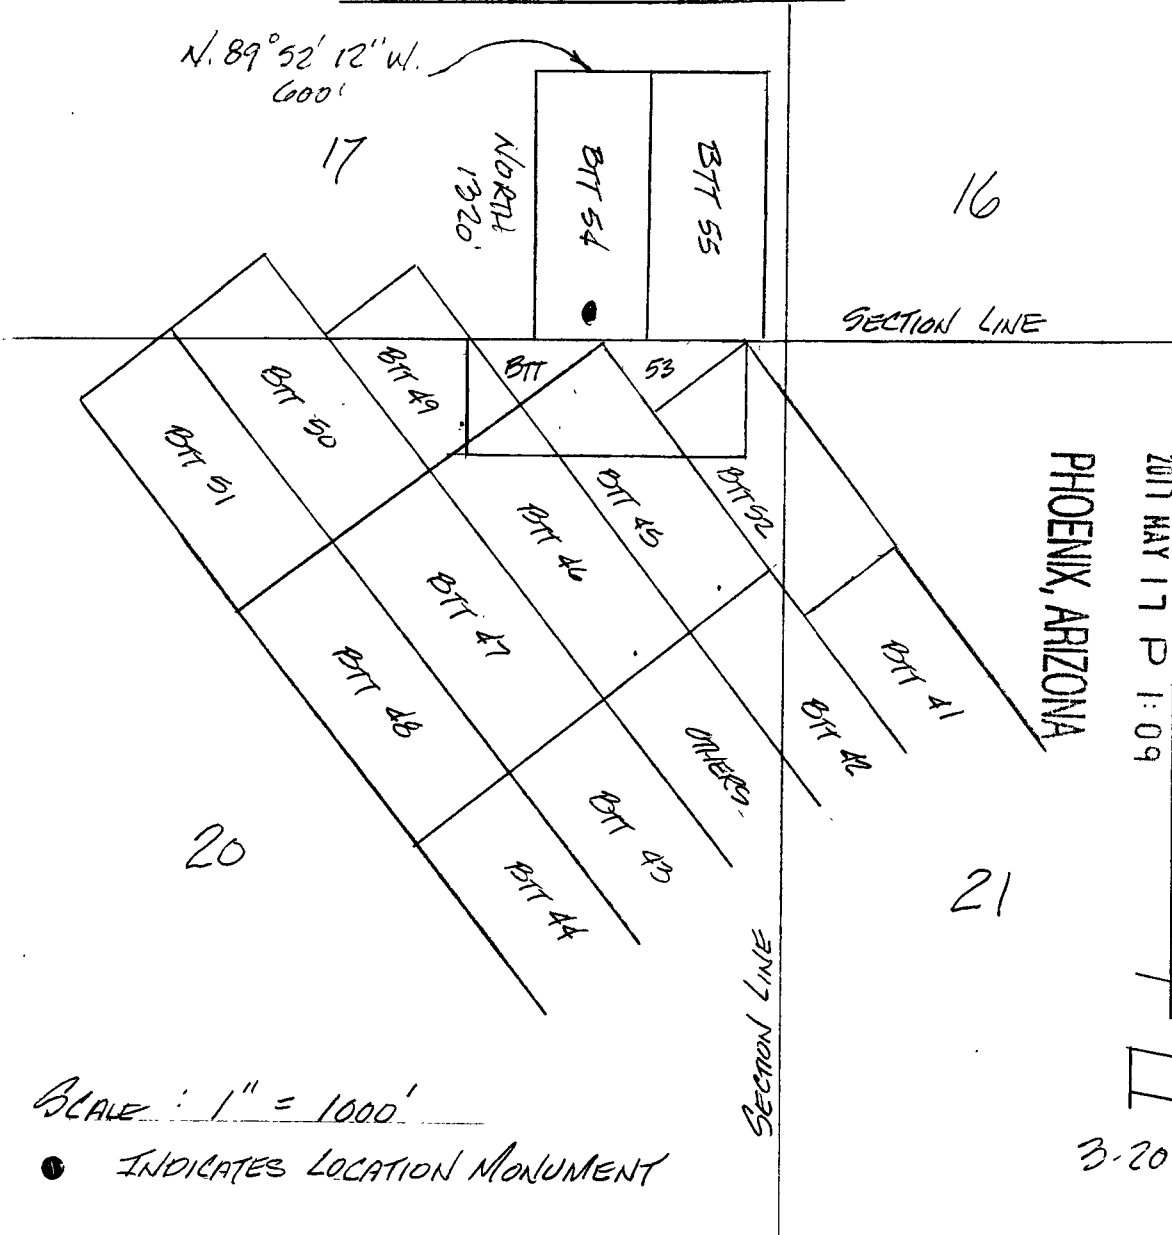 N. 89° 52' 12" W.
600'
17
NORTH
1320'
BTT 54
BTT 55
16
SECTION LINE
BTT 53
BTT 49
BTT 50
BTT 51
BTT 45
BTT 52
BTT 46
BTT 47
BTT 48
BTT 41
BTT 42
OTHERS.
BTT 43
BTT 44
20
21
SECTION LINE
2017 MAY 17 P 1:09
PHOENIX, ARIZONA
SCALE : 1" = 1000'
INDICATES LOCATION MONUMENT
3-20